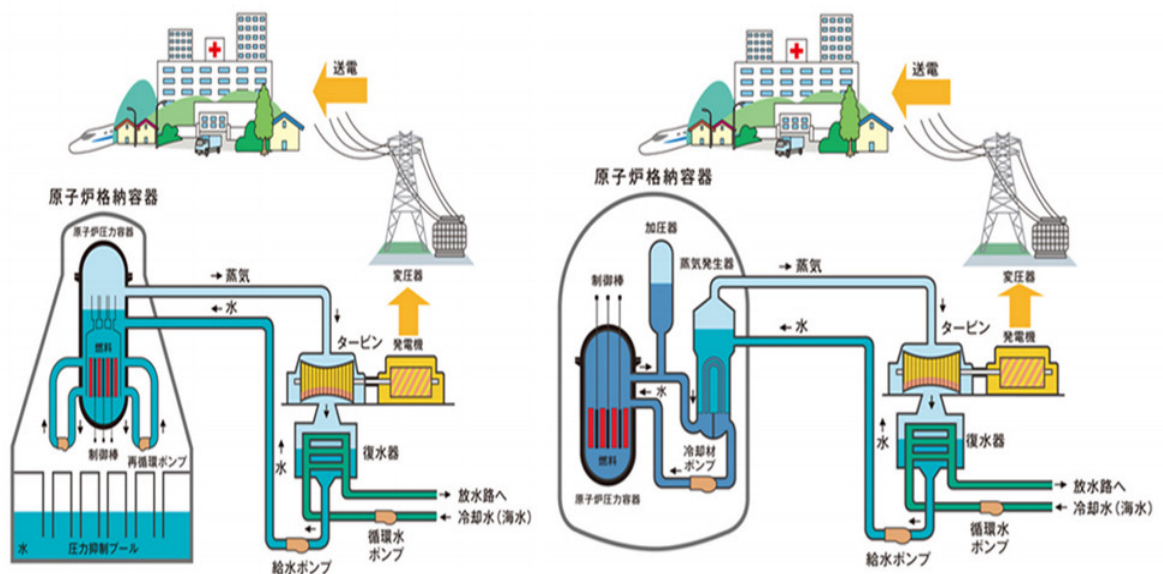 送電
原子炉格納容器
原子炉圧力容器
蒸気
水
変圧器
燃料
タービン
発電機
制御棒
再循環ポンプ
水
復水器
放水路へ
冷却水(海水)
循環水
ポンプ
給水ポンプ
水
圧力抑制プール
送電
原子炉格納容器
加圧器
蒸気発生器
制御棒
蒸気
水
変圧器
タービン
発電機
水
燃料
冷却材
ポンプ
原子炉圧力容器
水
復水器
放水路へ
冷却水(海水)
循環水
ポンプ
給水ポンプ